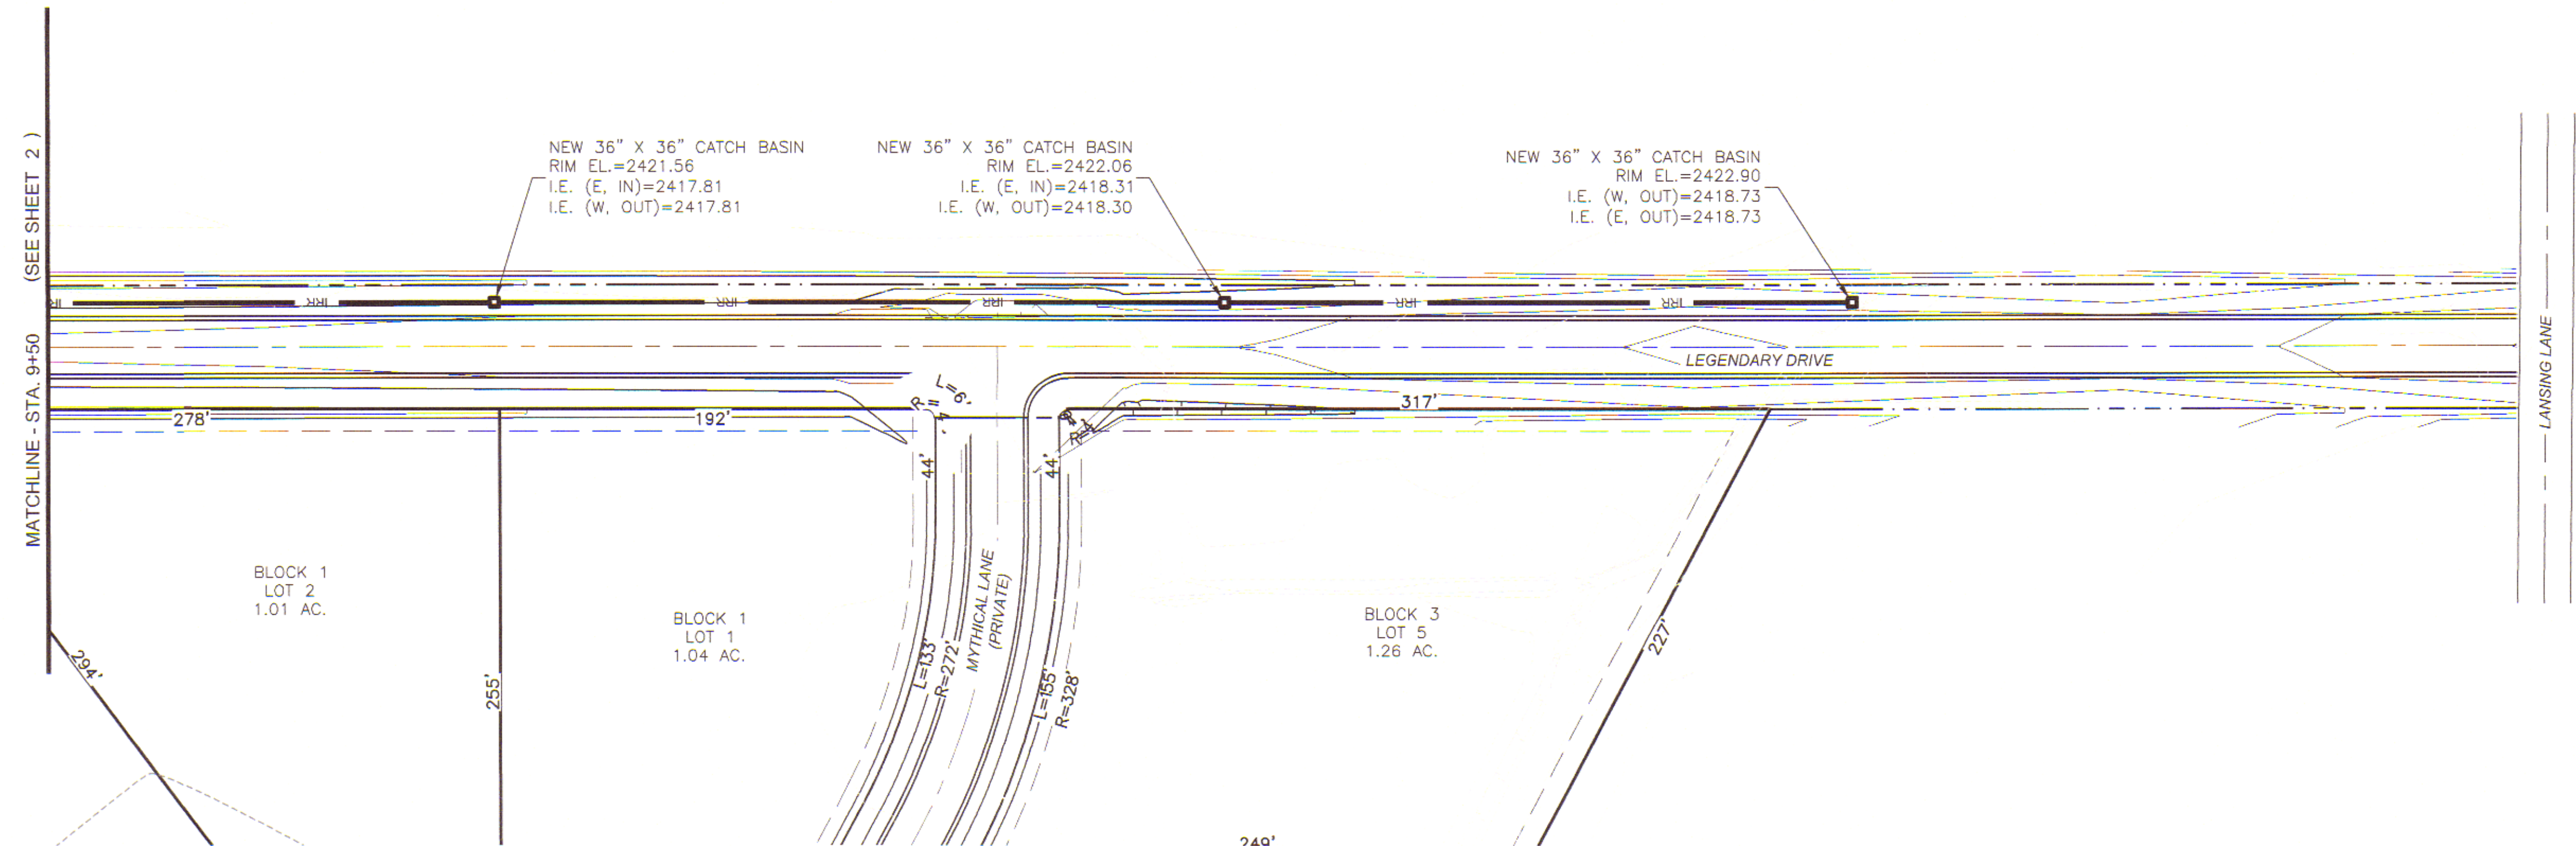 MATCHLINE - STA. 9+50 (SEE SHEET 2 )
NEW 36" X 36" CATCH BASIN
RIM EL.=2421.56
I.E. (E, IN)=2417.81
I.E. (W, OUT)=2417.81
NEW 36" X 36" CATCH BASIN
RIM EL.=2422.06
I.E. (E, IN)=2418.31
I.E. (W, OUT)=2418.30
NEW 36" X 36" CATCH BASIN
RIM EL.=2422.90
I.E. (W, OUT)=2418.73
I.E. (E, OUT)=2418.73
IRR
IRR
IRR
IRR
IRR
LEGENDARY DRIVE
LANSING LANE
278'
192'
L=6'
R=4'
R=4'
317'
44'
44'
BLOCK 1
LOT 2
1.01 AC.
BLOCK 1
LOT 1
1.04 AC.
MYTHICAL LANE
(PRIVATE)
BLOCK 3
LOT 5
1.26 AC.
294'
255'
L=133'
R=272'
L=155'
R=328'
227'
249'